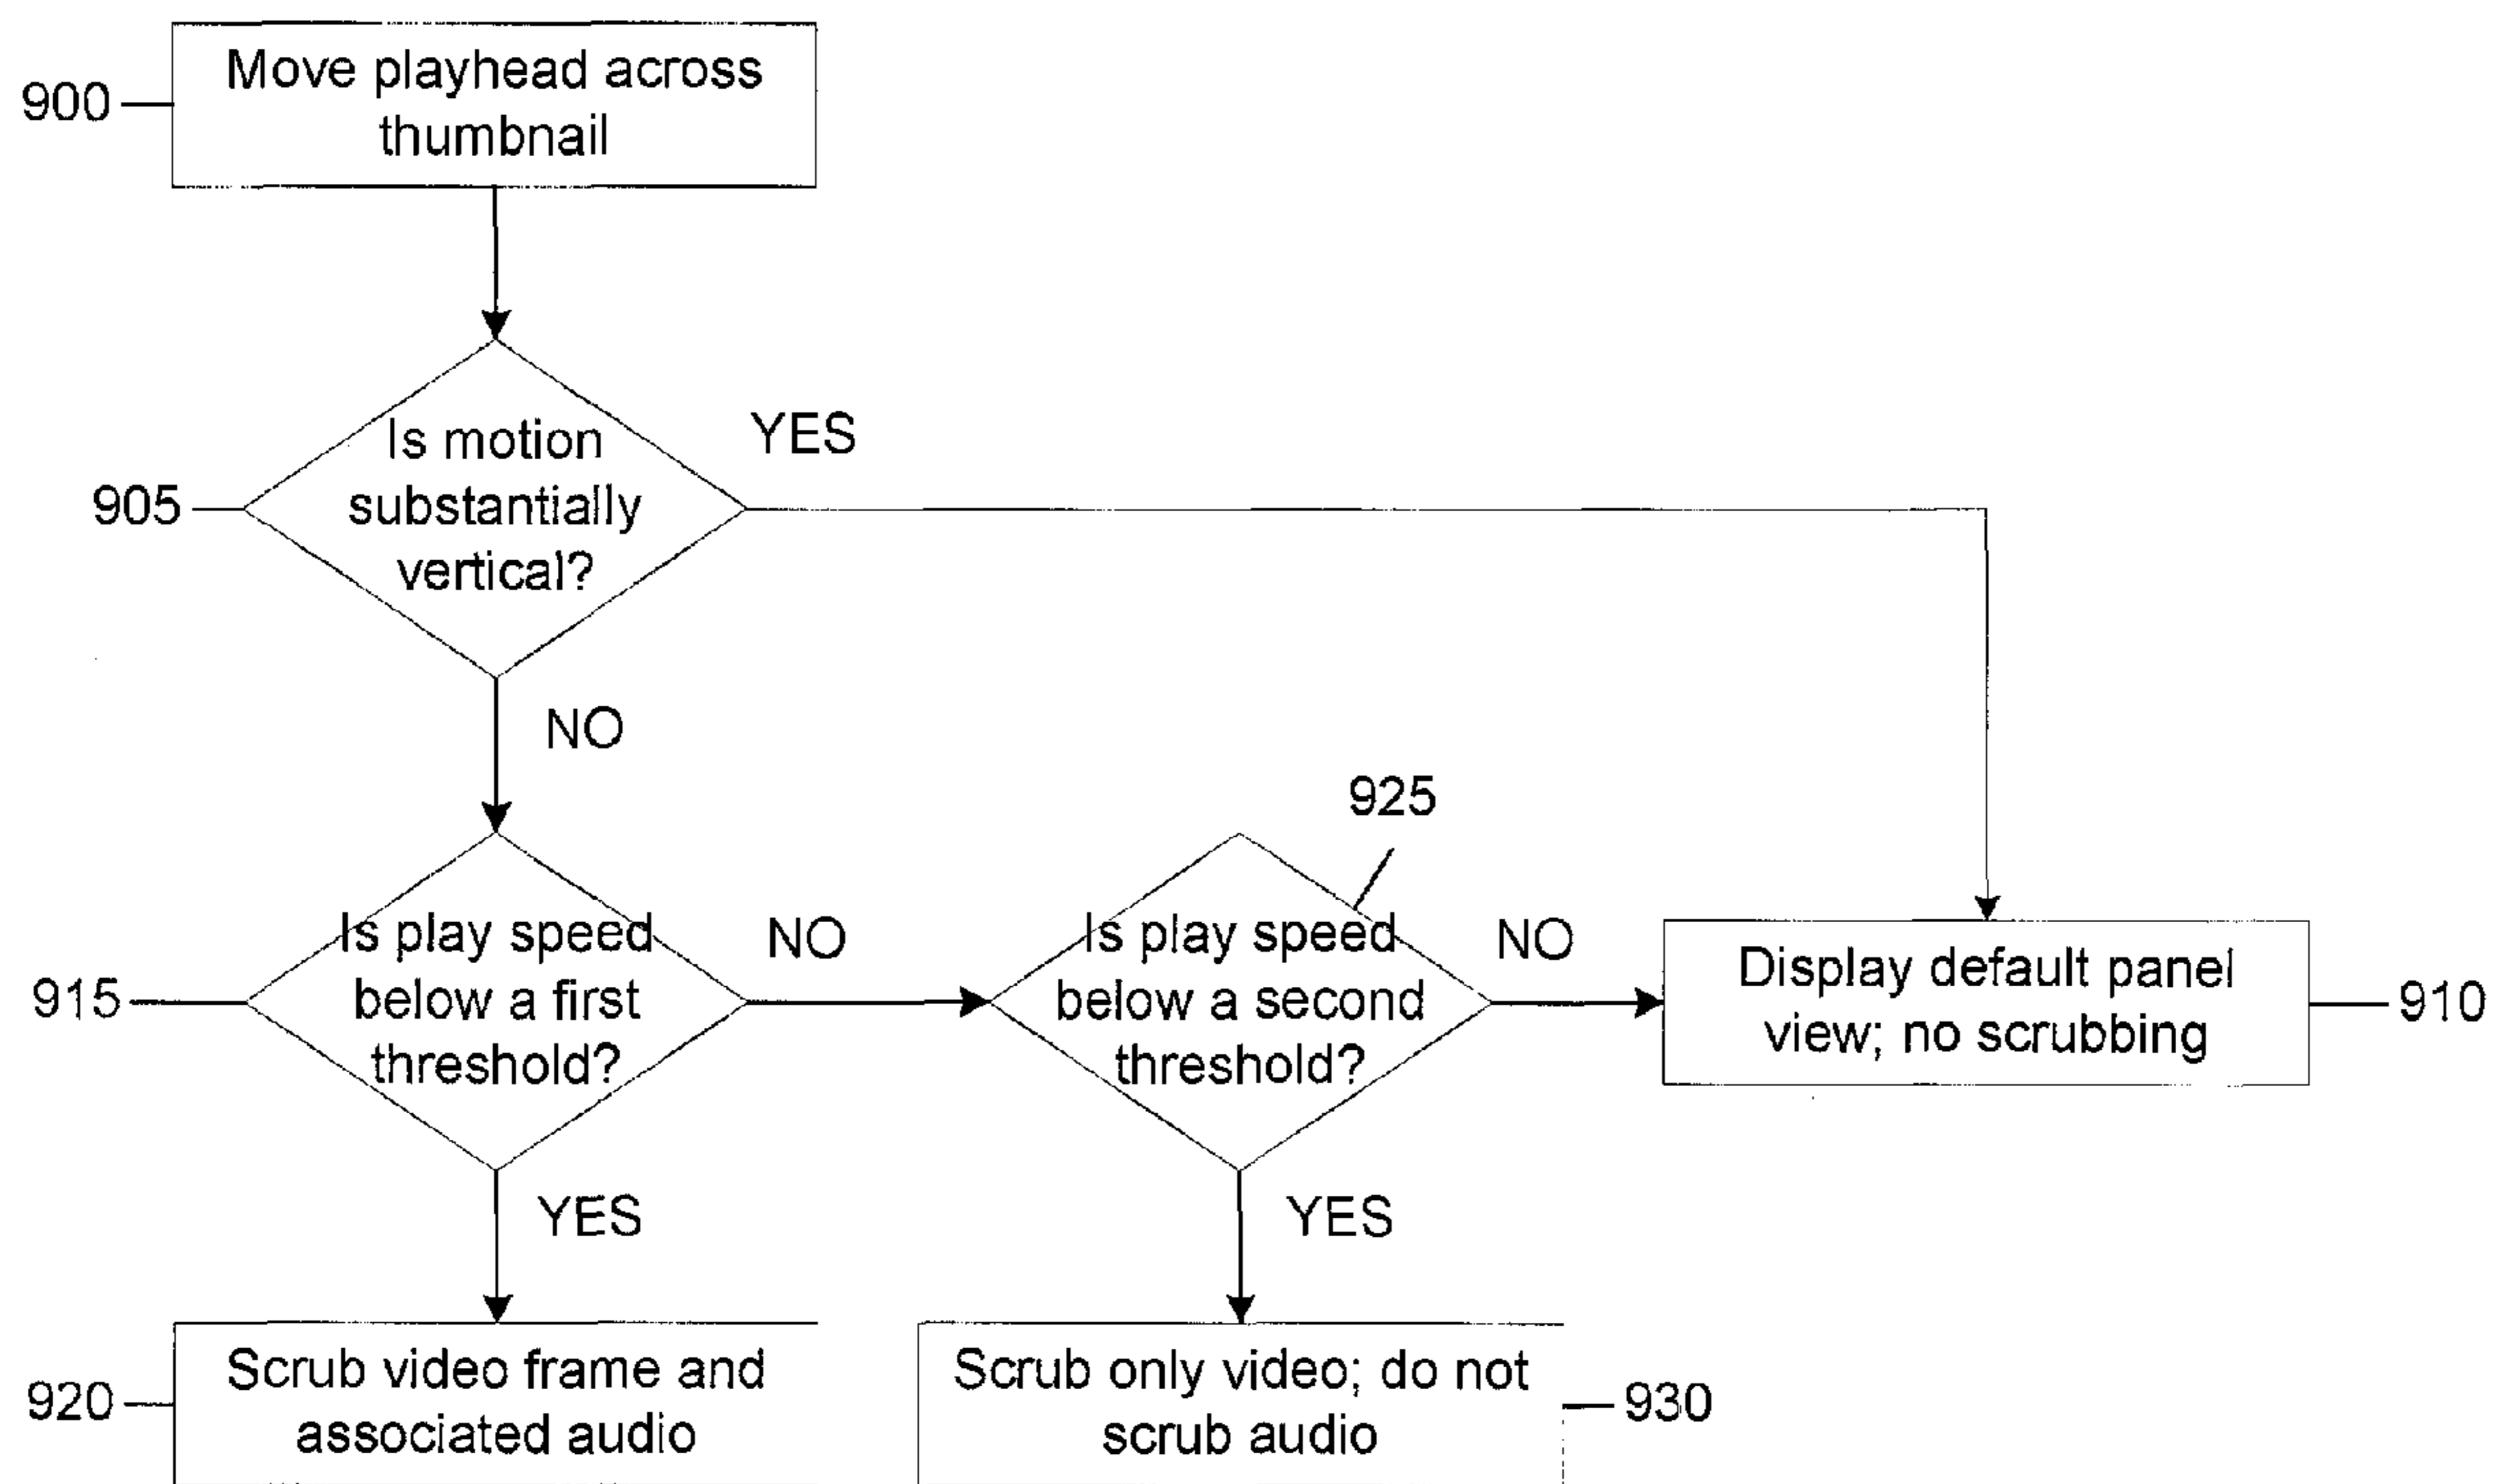 Move playhead across
thumbnail
900
Is motion
substantially
vertical?
905
YES
NO
925
Is play speed
below a first
threshold?
915
NO
Is play speed
below a second
threshold?
NO
Display default panel
view; no scrubbing
910
YES
YES
Scrub video frame and
associated audio
920
Scrub only video; do not
scrub audio
930